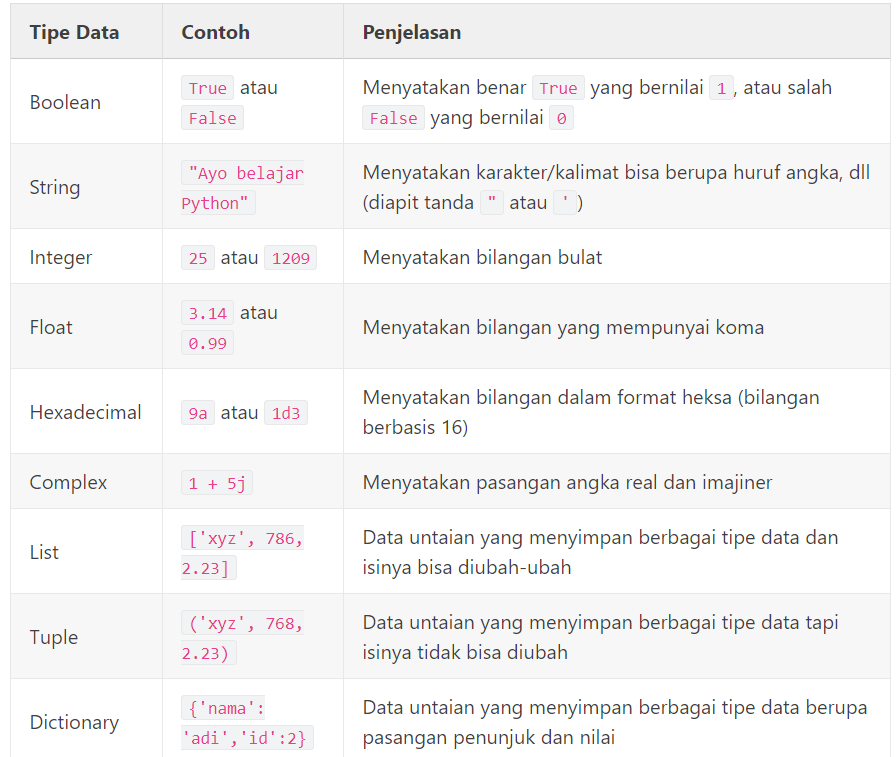 Tipe Data Contoh Penjelasan
Boolean
True atau
False
Menyatakan benar True yang bernilai 1 , atau salah
False yang bernilai 0
String
"Ayo belajar
Python"
Menyatakan karakter/kalimat bisa berupa huruf angka, dll
(diapit tanda " atau ' )
Integer
25 atau 1209
Menyatakan bilangan bulat
Float
3.14 atau
0.99
Menyatakan bilangan yang mempunyai koma
Hexadecimal
9a atau 1d3
Menyatakan bilangan dalam format heksa (bilangan
berbasis 16)
Complex
1 + 5j
Menyatakan pasangan angka real dan imajiner
List
['xyz', 786,
2.23]
Data untaian yang menyimpan berbagai tipe data dan
isinya bisa diubah-ubah
Tuple
('xyz', 768,
2.23)
Data untaian yang menyimpan berbagai tipe data tapi
isinya tidak bisa diubah
Dictionary
{'nama':
'adi','id':2}
Data untaian yang menyimpan berbagai tipe data berupa
pasangan penunjuk dan nilai